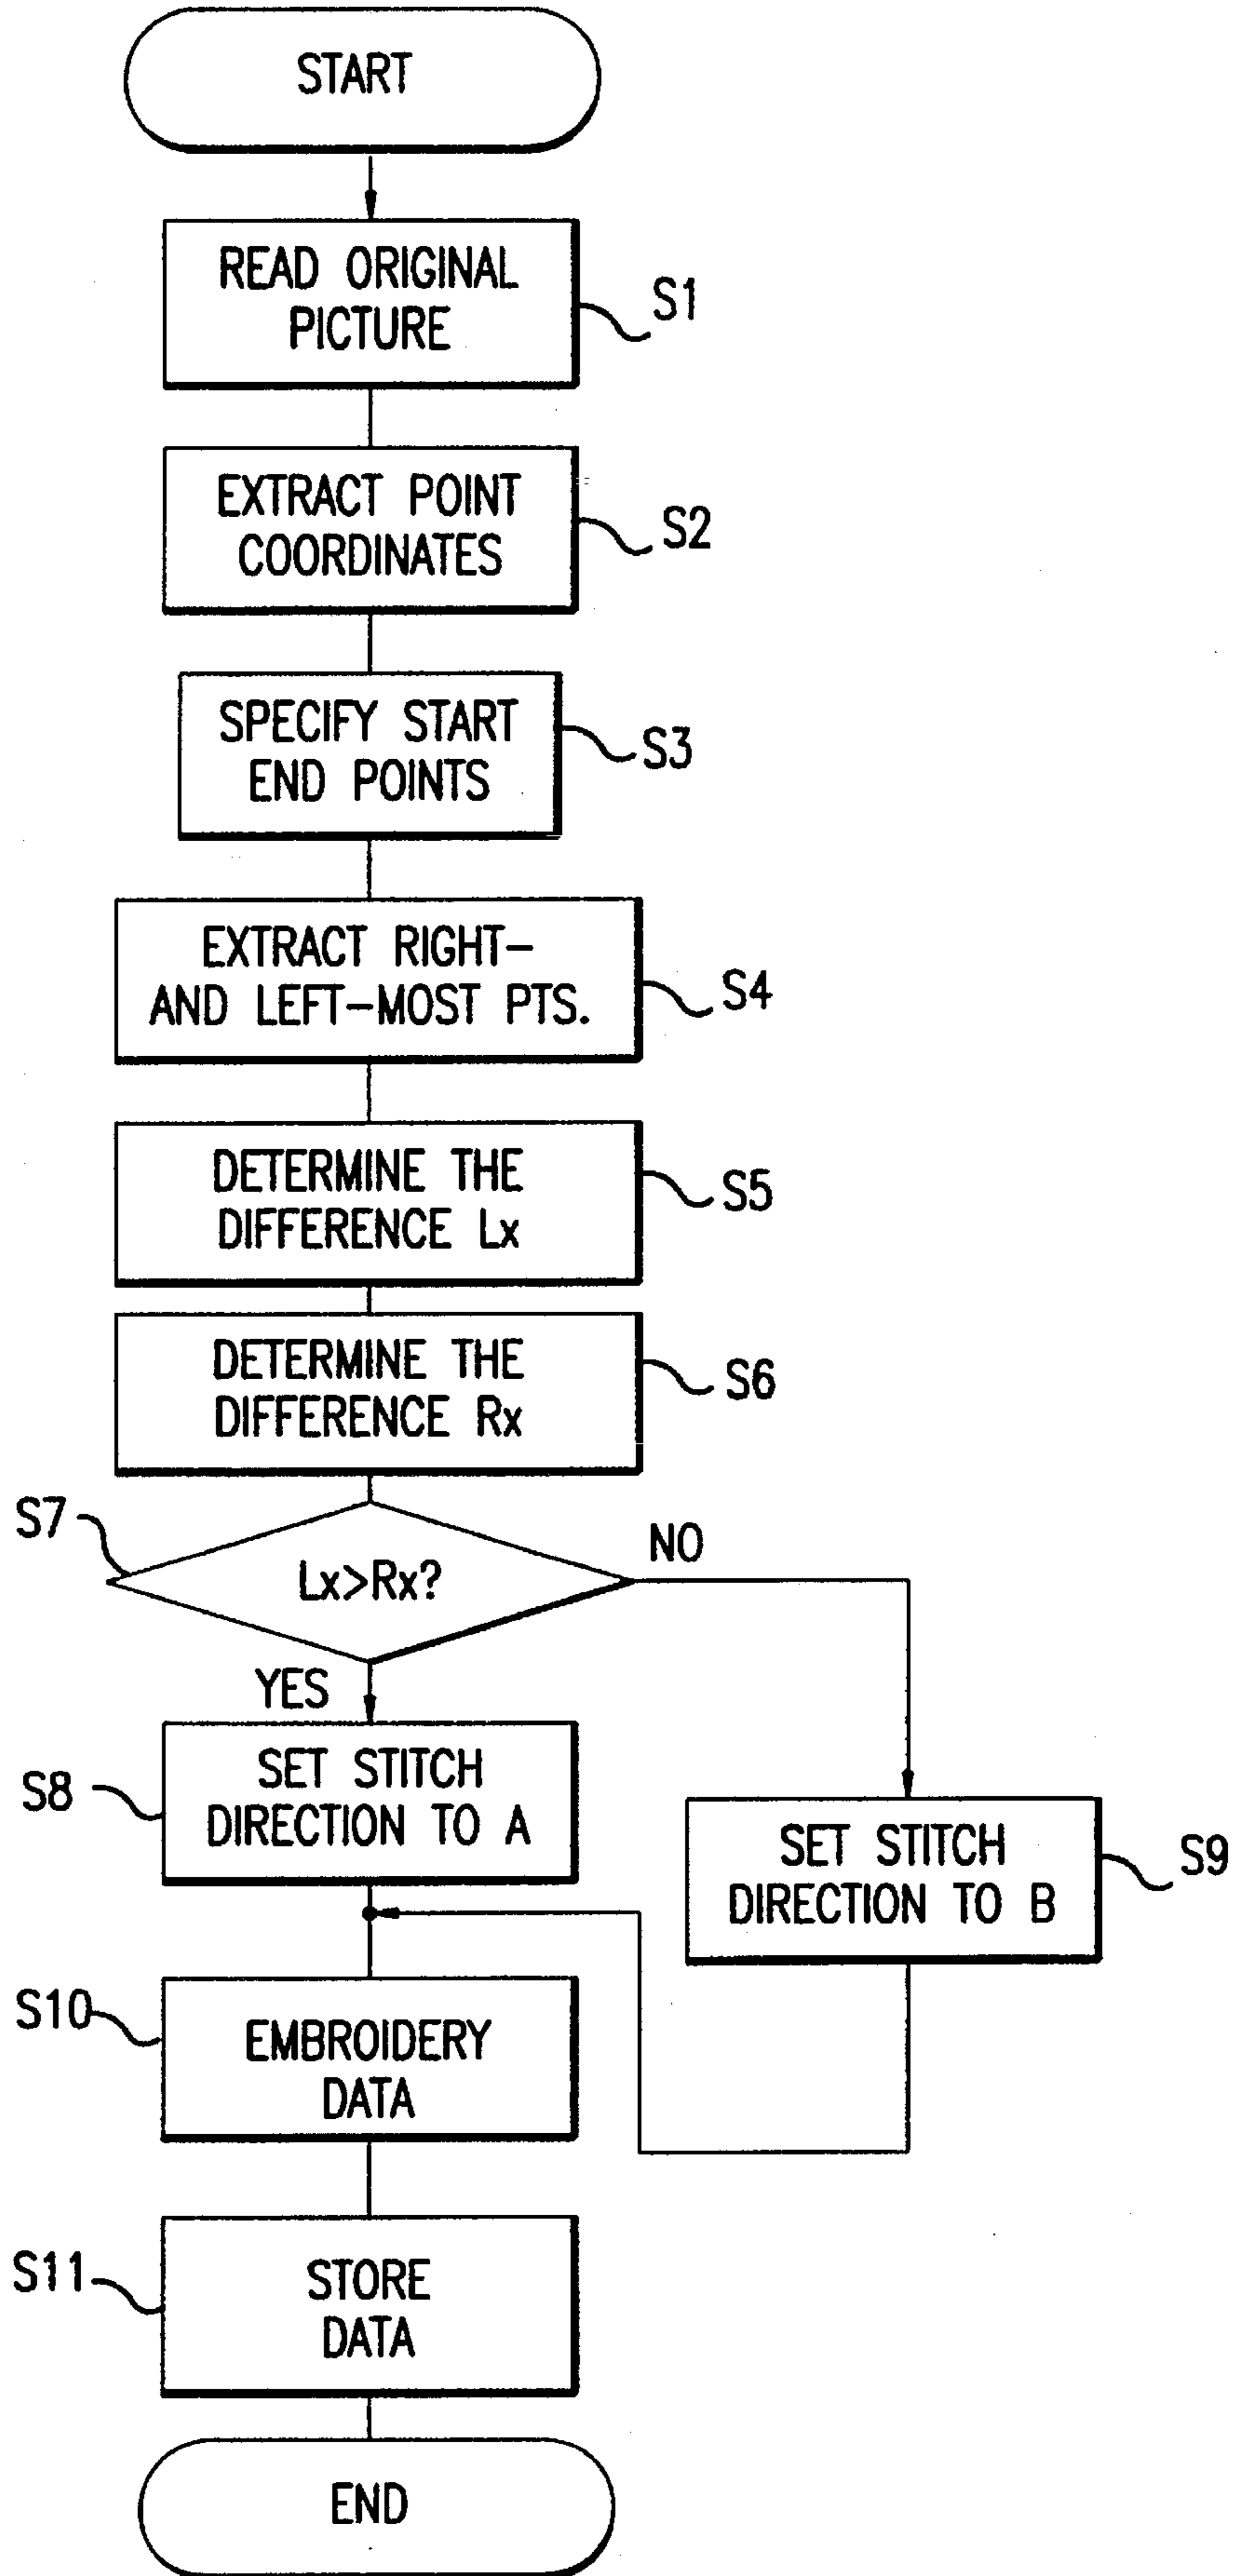 START
READ ORIGINAL
PICTURE
S1
EXTRACT POINT
COORDINATES
S2
SPECIFY START
END POINTS
S3
EXTRACT RIGHT-
AND LEFT-MOST PTS.
S4
DETERMINE THE
DIFFERENCE Lx
S5
DETERMINE THE
DIFFERENCE Rx
S6
S7
Lx>Rx?
NO
YES
S8
SET STITCH
DIRECTION TO A
SET STITCH
DIRECTION TO B
S9
S10
EMBROIDERY
DATA
S11
STORE
DATA
END